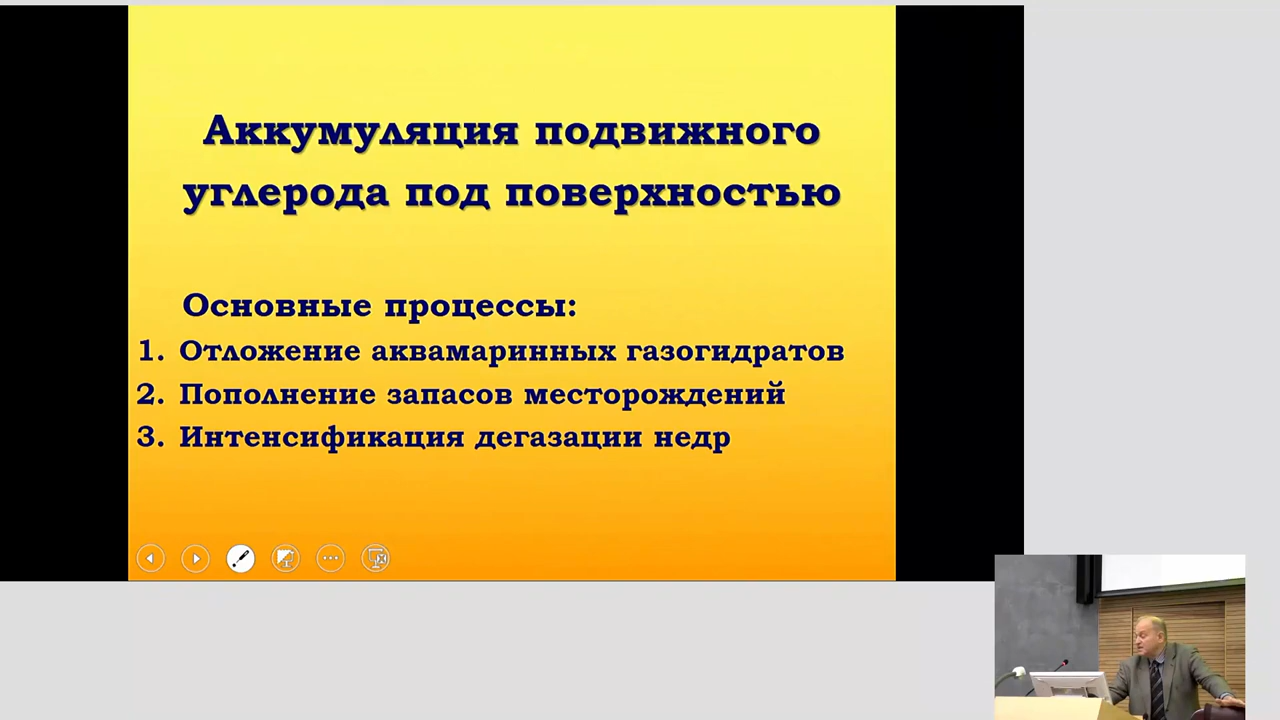 Аккумуляция подвижного
углерода под поверхностью
Основные процессы:
1. Отложение аквамаринных газогидратов
2. Пополнение запасов месторождений
3. Интенсификация дегазации недр